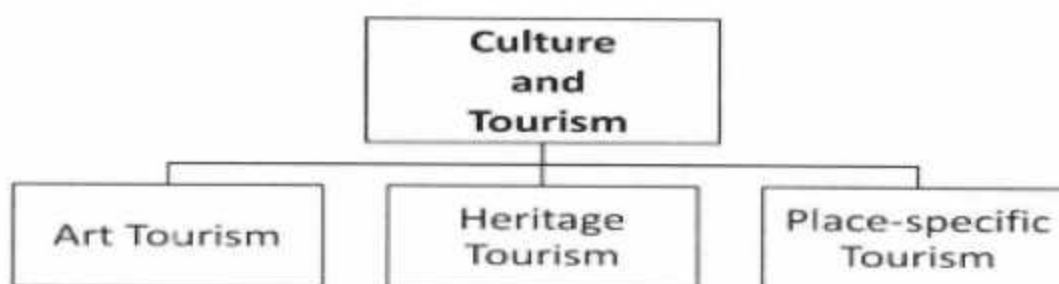 Culture
and
Tourism
Art Tourism
Heritage
Tourism
Place-specific
Tourism